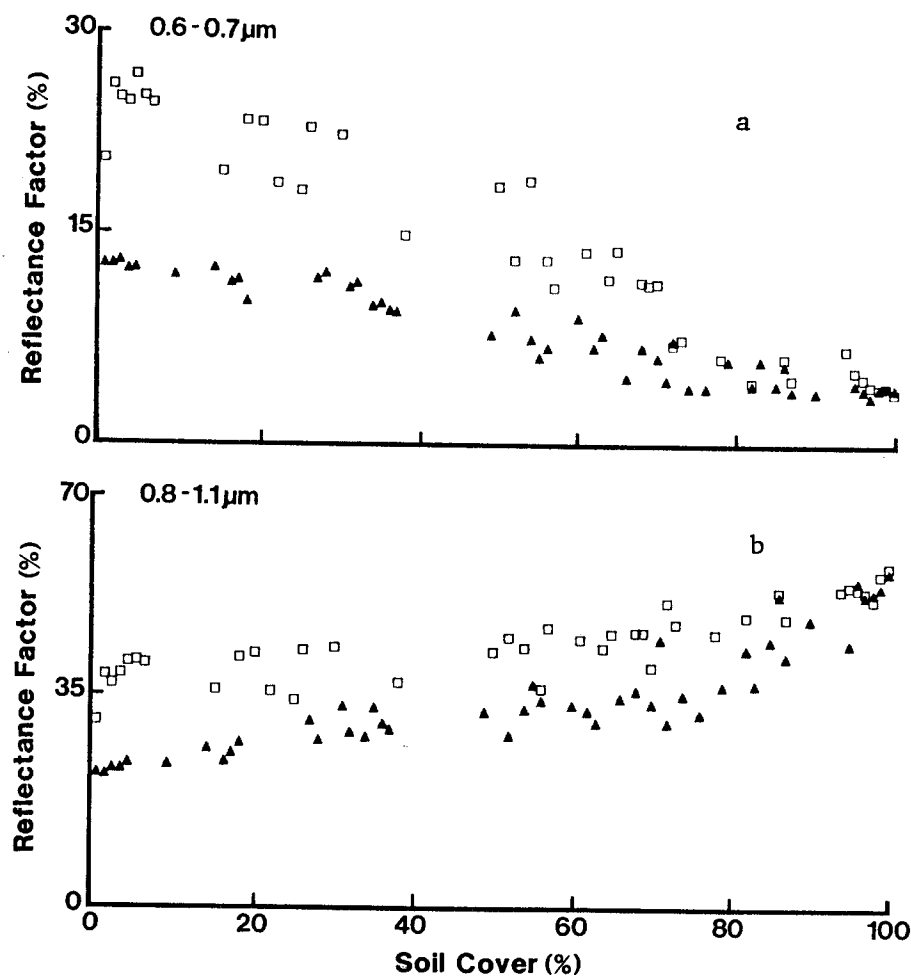 30
0.6-0.7µm
a
Reflectance Factor (%)
15
0
70
0.8-1.1µm
b
Reflectance Factor (%)
35
0
0 20 40 60 80 100
Soil Cover (%)